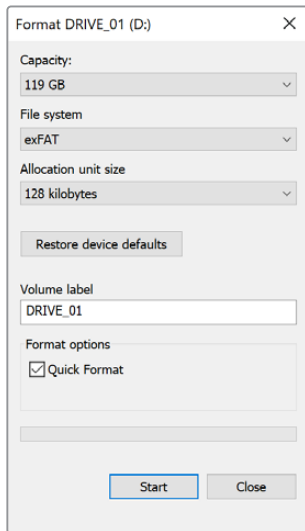 Format DRIVE_01 (D:)
Capacity:
119 GB
File system
exFAT
Allocation unit size
128 kilobytes
Restore device defaults
Volume label
DRIVE_01
Format options
Quick Format
Start Close